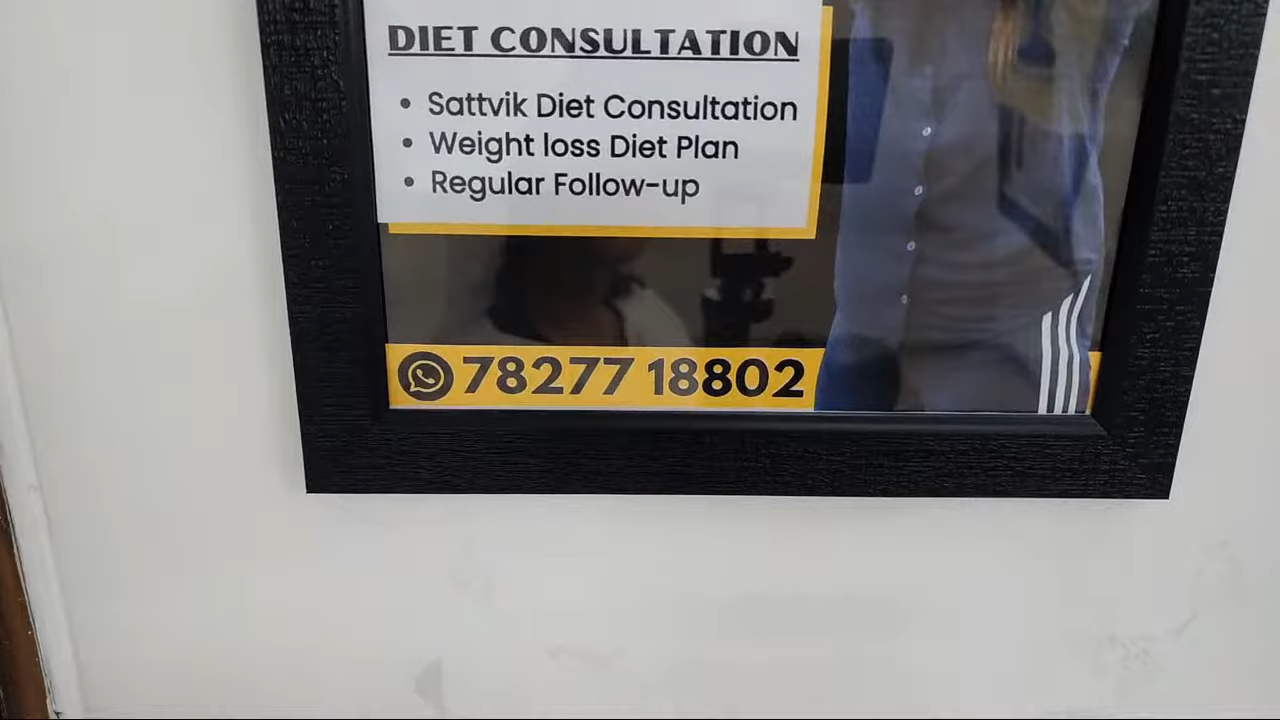 DIET CONSULTATION
• Sattvik Diet Consultation
• Weight loss Diet Plan
• Regular Follow-up
78277 18802